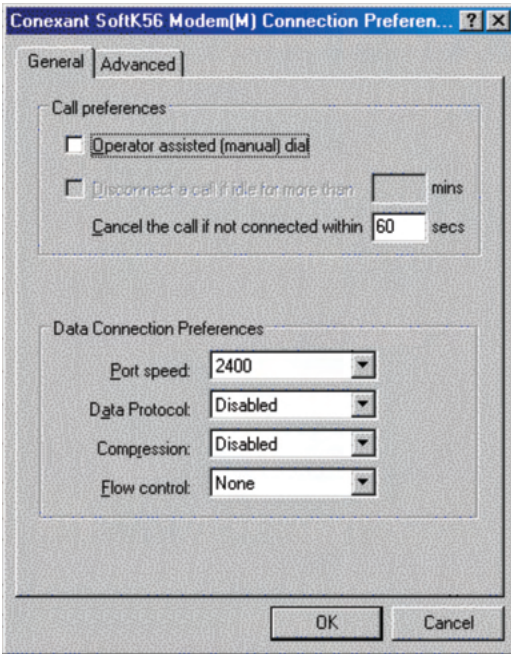 Conexant SoftK56 Modem(M) Connection Preferen... ? X
General Advanced
Call preferences
Operator assisted (manual) dial
Disconnect a call if idle for more than mins
Cancel the call if not connected within 60 secs
Data Connection Preferences
Port speed: 2400
Data Protocol: Disabled
Compression: Disabled
Flow control: None
OK Cancel